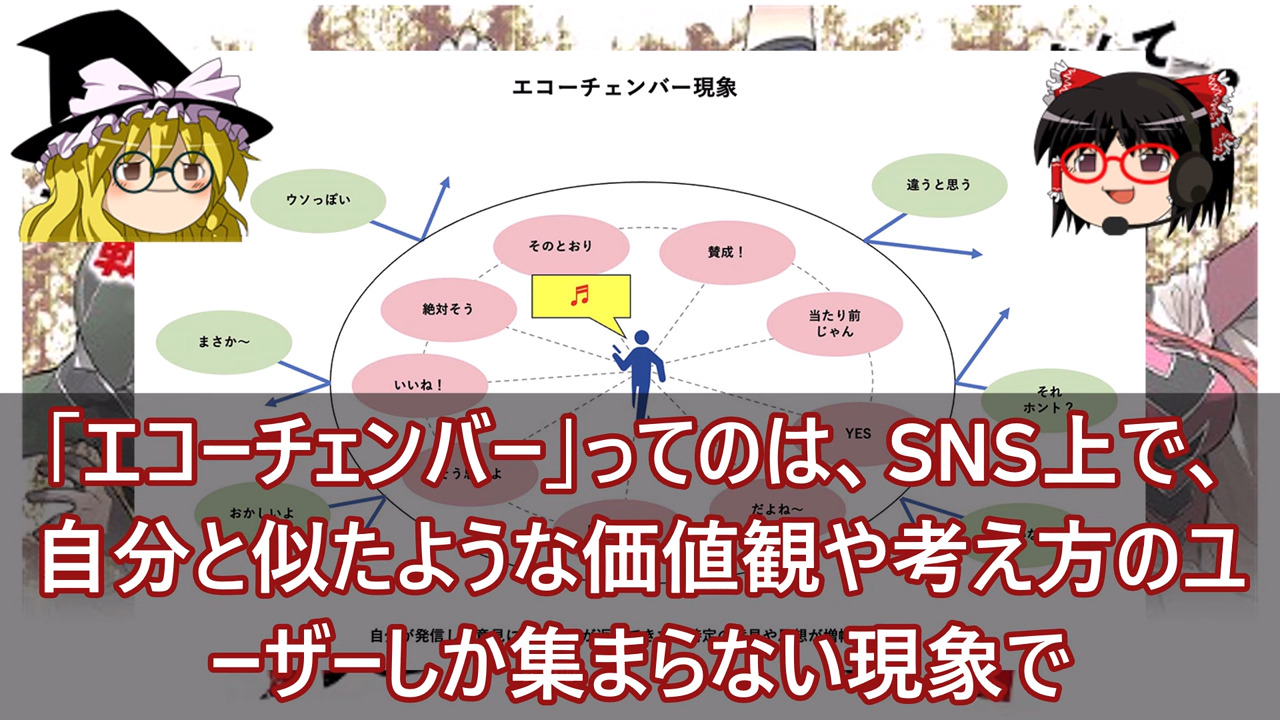 エコーチェンバー現象
ウソっぽい
違うと思う
そのとおり
賛成!
絶対そう
当たり前
じゃん
まさか~
いいね!
それ
ホント?
YES
おかしいよ
だよね~
「エコーチェンバー」ってのは、SNS上で、
自分と似たような価値観や考え方のユ
ーザーしか集まらない現象で